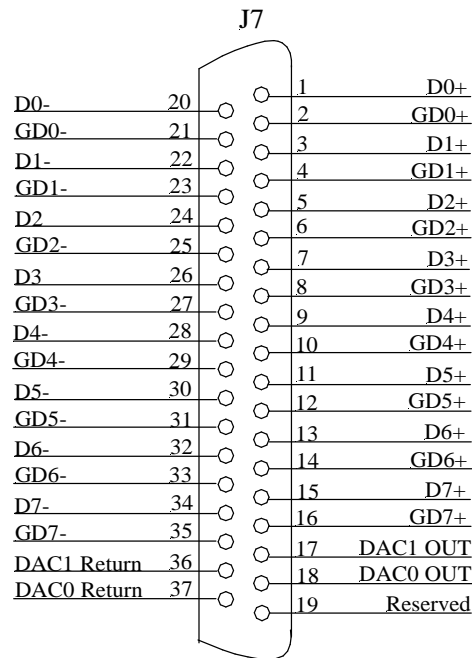 J7
1 D0+
D0- 20
2 GD0+
GD0- 21
3 D1+
D1- 22
4 GD1+
GD1- 23
5 D2+
D2 24
6 GD2+
GD2- 25
7 D3+
D3 26
8 GD3+
GD3- 27
9 D4+
D4- 28
10 GD4+
GD4- 29
11 D5+
D5- 30
12 GD5+
GD5- 31
13 D6+
D6- 32
14 GD6+
GD6- 33
15 D7+
D7- 34
16 GD7+
GD7- 35
17 DAC1 OUT
DAC1 Return 36
18 DAC0 OUT
DAC0 Return 37
19 Reserved